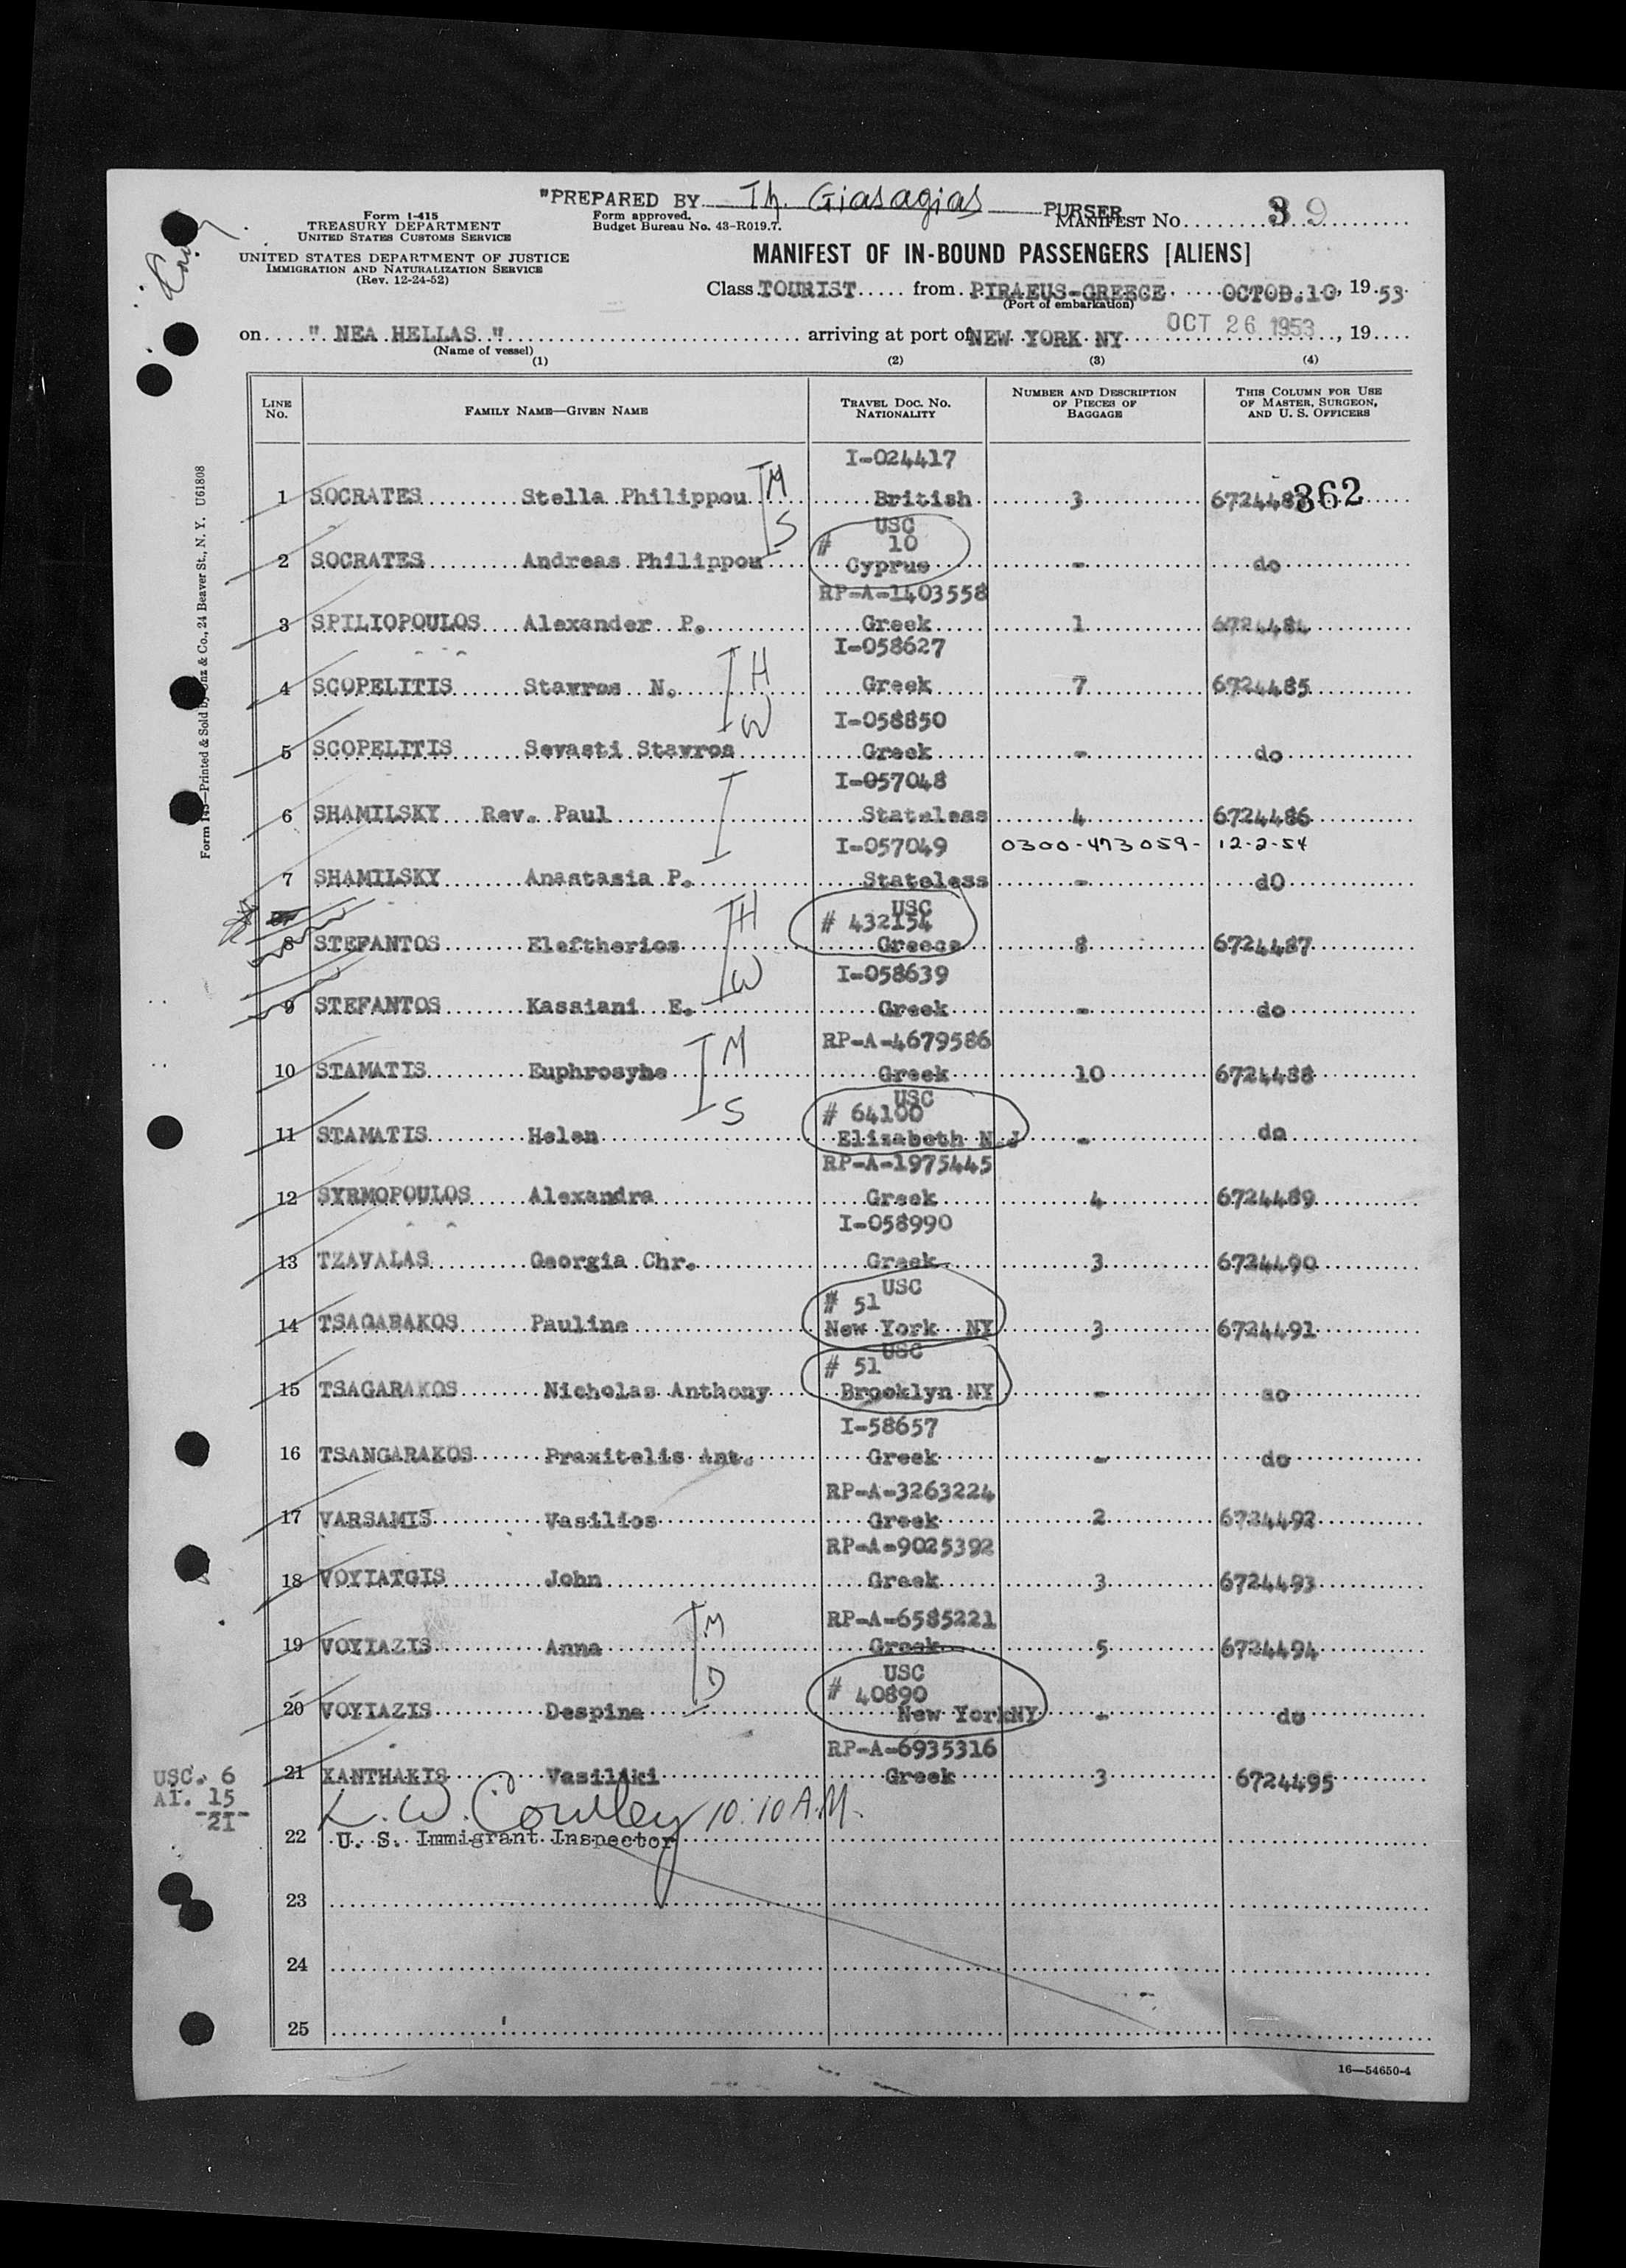 "PREPARED BY Th. Giasagias PURSER
Form I-415
TREASURY DEPARTMENT
UNITED STATES CUSTOMS SERVICE
Form approved.
Budget Bureau No. 43-R019.7.
MANIFEST No. 39
UNITED STATES DEPARTMENT OF JUSTICE
IMMIGRATION AND NATURALIZATION SERVICE
(Rev. 12-24-52)
MANIFEST OF IN-BOUND PASSENGERS [ALIENS]
Class TOURIST from PIRAEUS-GREECE OCTOB.10, 19 53
(Port of embarkation)
on " NEA HELLAS " arriving at port of NEW YORK NY OCT 26 1953, 19
(Name of vessel)
(1) (2) (3) (4)
LINE No. FAMILY NAME—GIVEN NAME TRAVEL DOC. NO. NATIONALITY NUMBER AND DESCRIPTION OF PIECES OF BAGGAGE THIS COLUMN FOR USE OF MASTER, SURGEON, AND U. S. OFFICERS
I-024417
1 SOCRATES Stella Philippou M British 3 6724483 362
S USC
# 10
2 SOCRATES Andreas Philippou Cyprus - do
RP-A-1403558
3 SPILIOPOULOS Alexander P. Greek 1 6724484
I-058627
4 SCOPELITIS Stavros N. H Greek 7 6724485
W I-058850
5 SCOPELITIS Sevasti Stavros Greek - do
I-057048
6 SHAMILSKY Rev. Paul Stateless 4 6724486
I-057049 0300-473059- 12-2-54
7 SHAMILSKY Anastasia P. Stateless - dO
USC
# 432154
8 STEFANTOS Eleftherios H Greece 8 6724487
W I-058639
9 STEFANTOS Kassiani E. Greek - do
RP-A-4679586
10 STAMATIS Euphrosyhe M Greek 10 6724488
USC
S # 64100
11 STAMATIS Helen Elizabeth N.J - do
RP-A-1975445
12 SYRMOPOULOS Alexandra Greek 4 6724489
I-058990
13 TZAVALAS Georgia Chr. Greek 3 6724490
USC
# 51
14 TSAGARAKOS Pauline New York NY 3 6724491
USC
# 51
15 TSAGARAKOS Nicholas Anthony Brooklyn NY - do
I-58657
16 TSANGARAKOS Praxitelis Ant. Greek - do
RP-A-3263224
17 VARSAMIS Vasilios Greek 2 6724492
RP-A-9025392
18 VOYIATGIS John Greek 3 6724493
RP-A-6585221
19 VOYIAZIS Anna M Greek 5 6724494
USC
D # 40890
20 VOYIAZIS Despina New YorkNY - do
RP-A-6935316
21 XANTHAKIS Vasiliki Greek 3 6724495
USC. 6
Al. 15
21
L. W. Cowley 10:10 A.M.
22 U. S. Immigrant Inspector
23
24
25
16—54650-4